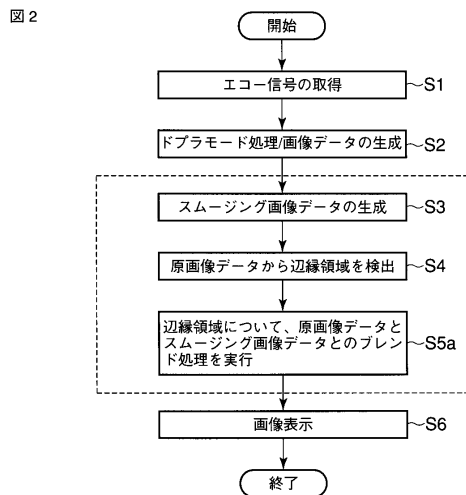 図2
開始
エコー信号の取得
S1
ドプラモード処理/画像データの生成
S2
スムージング画像データの生成
S3
原画像データから辺縁領域を検出
S4
辺縁領域について、原画像データと
スムージング画像データとのブレン
ド処理を実行
S5a
画像表示
S6
終了